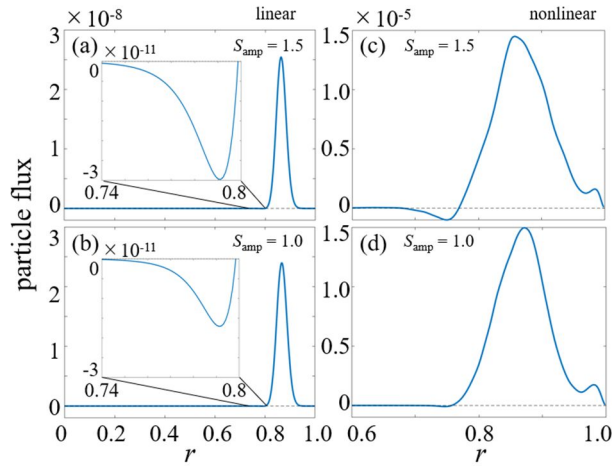 × 10⁻⁸ linear
3 (a) S_amp = 1.5
× 10⁻¹¹
0
2
-3
1 0.74 0.8
0
3 (b) S_amp = 1.0
× 10⁻¹¹
0
2
-3
1 0.74 0.8
0
0 0.2 0.4 0.6 0.8 1.0
r
particle flux
× 10⁻⁵ nonlinear
1.5 (c) S_amp = 1.5
1.0
0.5
0
1.5 (d) S_amp = 1.0
1.0
0.5
0
0.6 0.8 1.0
r